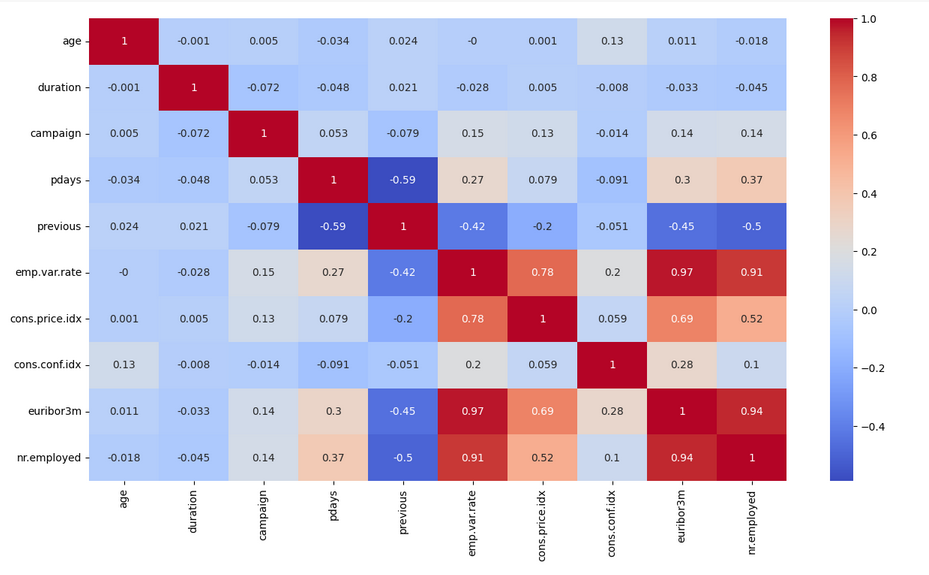 age 1 -0.001 0.005 -0.034 0.024 -0 0.001 0.13 0.011 -0.018
duration -0.001 1 -0.072 -0.048 0.021 -0.028 0.005 -0.008 -0.033 -0.045
campaign 0.005 -0.072 1 0.053 -0.079 0.15 0.13 -0.014 0.14 0.14
pdays -0.034 -0.048 0.053 1 -0.59 0.27 0.079 -0.091 0.3 0.37
previous 0.024 0.021 -0.079 -0.59 1 -0.42 -0.2 -0.051 -0.45 -0.5
emp.var.rate -0 -0.028 0.15 0.27 -0.42 1 0.78 0.2 0.97 0.91
cons.price.idx 0.001 0.005 0.13 0.079 -0.2 0.78 1 0.059 0.69 0.52
cons.conf.idx 0.13 -0.008 -0.014 -0.091 -0.051 0.2 0.059 1 0.28 0.1
euribor3m 0.011 -0.033 0.14 0.3 -0.45 0.97 0.69 0.28 1 0.94
nr.employed -0.018 -0.045 0.14 0.37 -0.5 0.91 0.52 0.1 0.94 1
age
duration
campaign
pdays
previous
emp.var.rate
cons.price.idx
cons.conf.idx
euribor3m
nr.employed
1.0
0.8
0.6
0.4
0.2
0.0
−0.2
−0.4